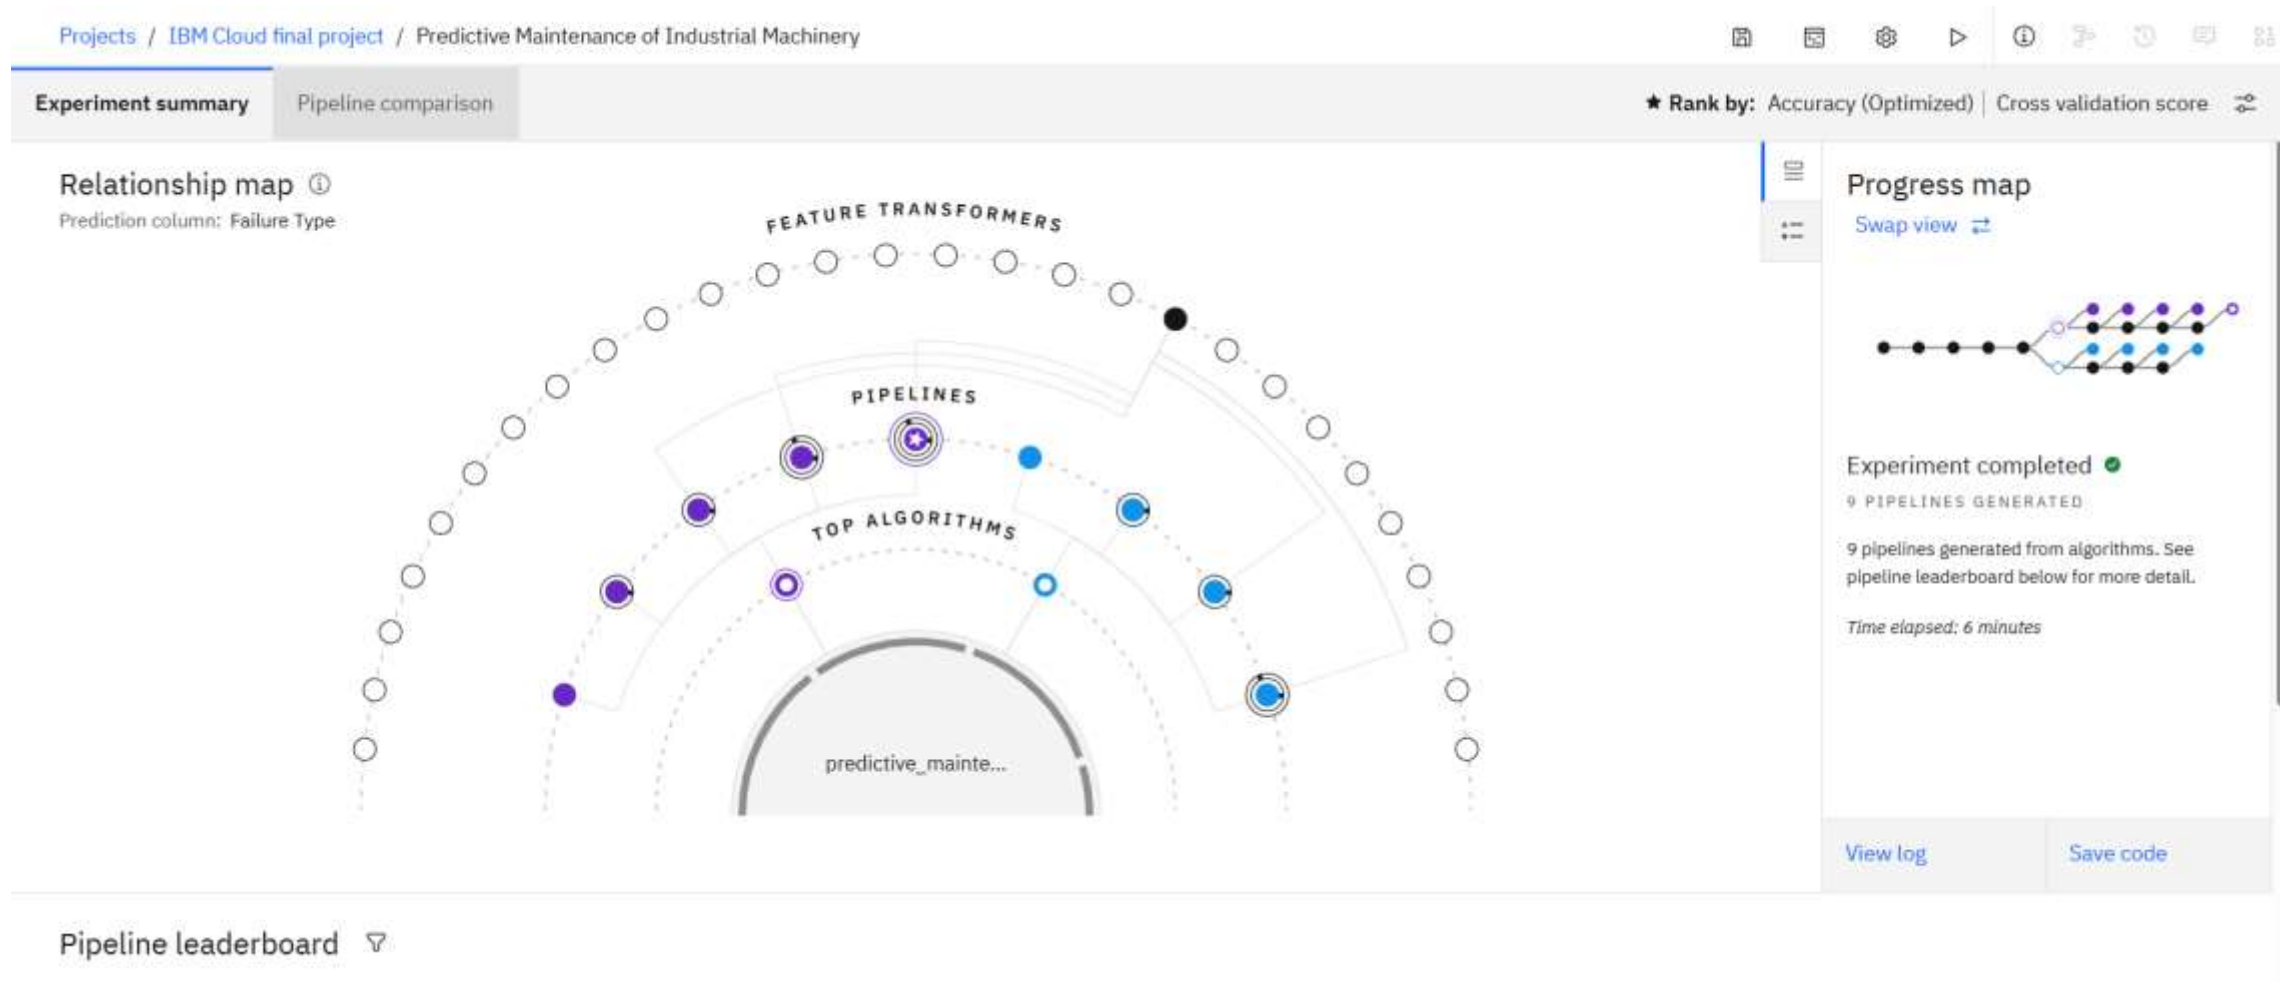 Projects / IBM Cloud final project / Predictive Maintenance of Industrial Machinery
Experiment summary
Pipeline comparison
★ Rank by: Accuracy (Optimized) | Cross validation score
Relationship map
Prediction column: Failure Type
FEATURE TRANSFORMERS
PIPELINES
TOP ALGORITHMS
predictive_mainte...
Progress map
Swap view
Experiment completed
9 PIPELINES GENERATED
9 pipelines generated from algorithms. See
pipeline leaderboard below for more detail.
Time elapsed: 6 minutes
View log
Save code
Pipeline leaderboard